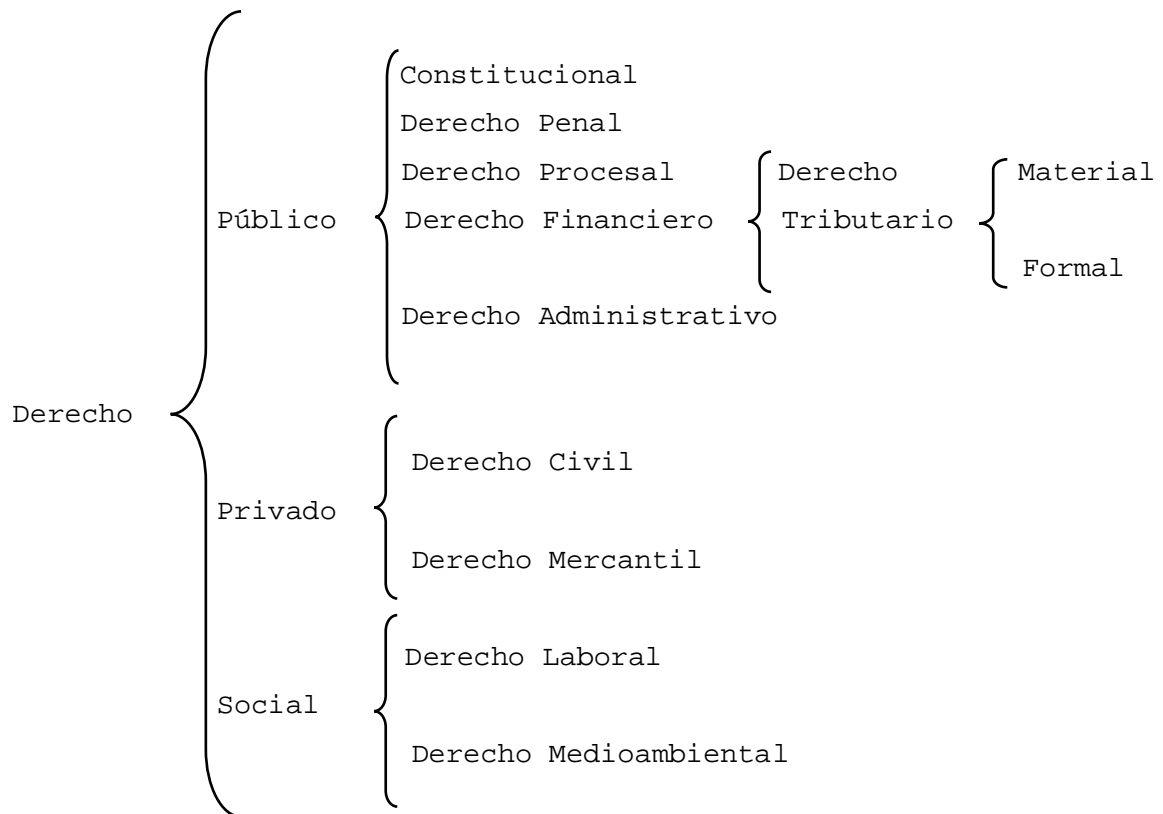 Constitucional
Derecho Penal
Derecho Procesal
Derecho
Material
Público
Derecho Financiero
Tributario
Formal
Derecho Administrativo
Derecho
Derecho Civil
Privado
Derecho Mercantil
Derecho Laboral
Social
Derecho Medioambiental